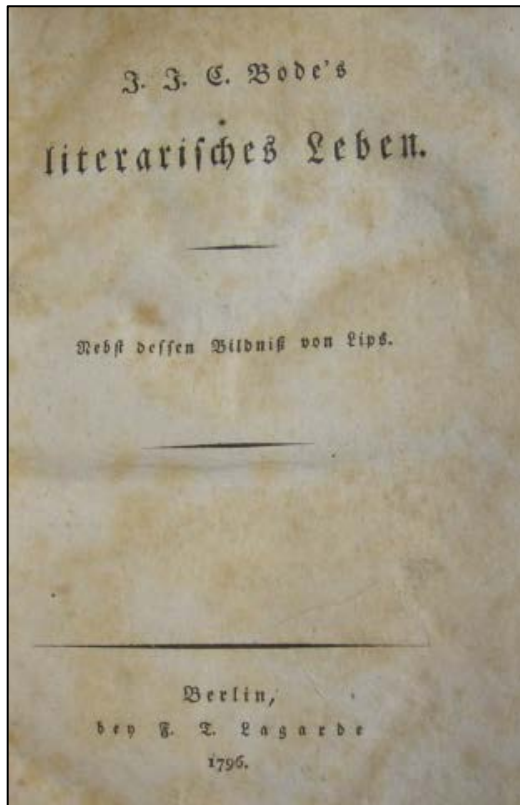 J. J. C. Bode's
literarisches Leben.
Nebst dessen Bildniß von Lips.
Berlin,
bey F. T. Lagarde
1796.